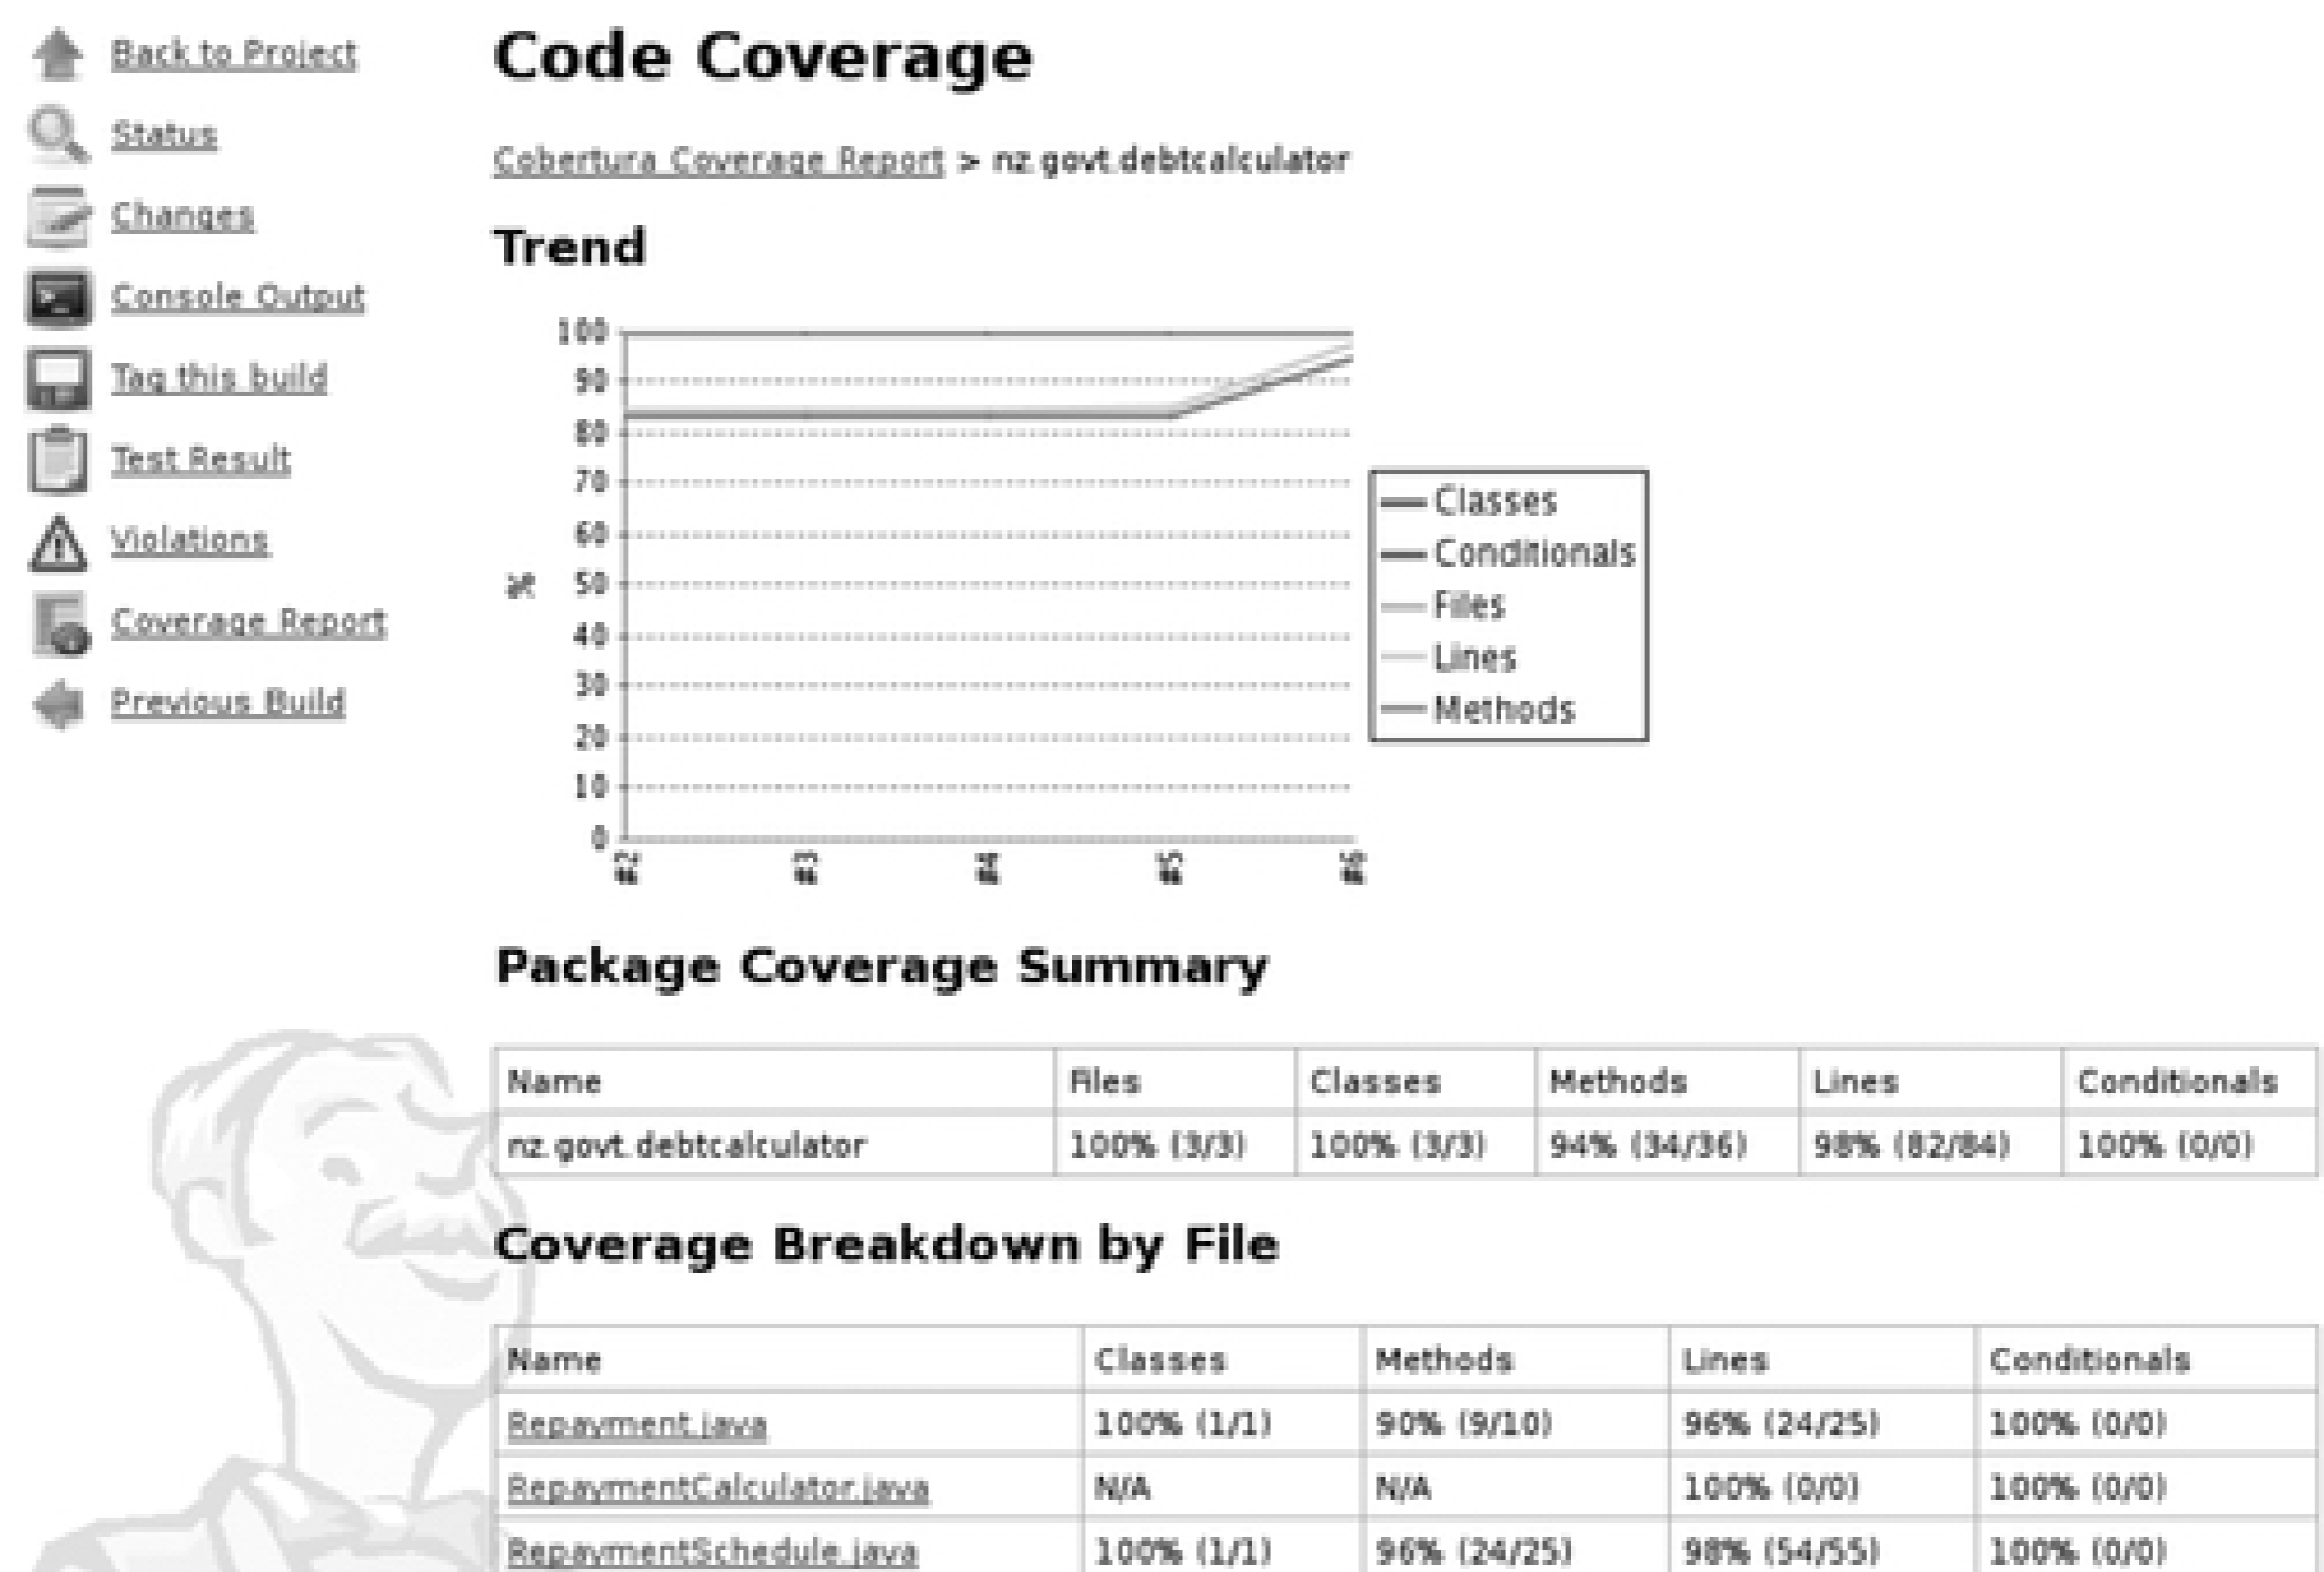 Back to Project
Status
Changes
Console Output
Tag this build
Test Result
Violations
Coverage Report
Previous Build
Code Coverage
Cobertura Coverage Report > nz.govt.debtcalculator
Trend
100
90
80
70
60
50
40
30
20
10
0
%
#2 #3 #4 #5 #6
Classes
Conditionals
Files
Lines
Methods
Package Coverage Summary
Name Files Classes Methods Lines Conditionals
nz.govt.debtcalculator 100% (3/3) 100% (3/3) 94% (34/36) 98% (82/84) 100% (0/0)
Coverage Breakdown by File
Name Classes Methods Lines Conditionals
Repayment.java 100% (1/1) 90% (9/10) 96% (24/25) 100% (0/0)
RepaymentCalculator.java N/A N/A 100% (0/0) 100% (0/0)
RepaymentSchedule.java 100% (1/1) 96% (24/25) 98% (54/55) 100% (0/0)